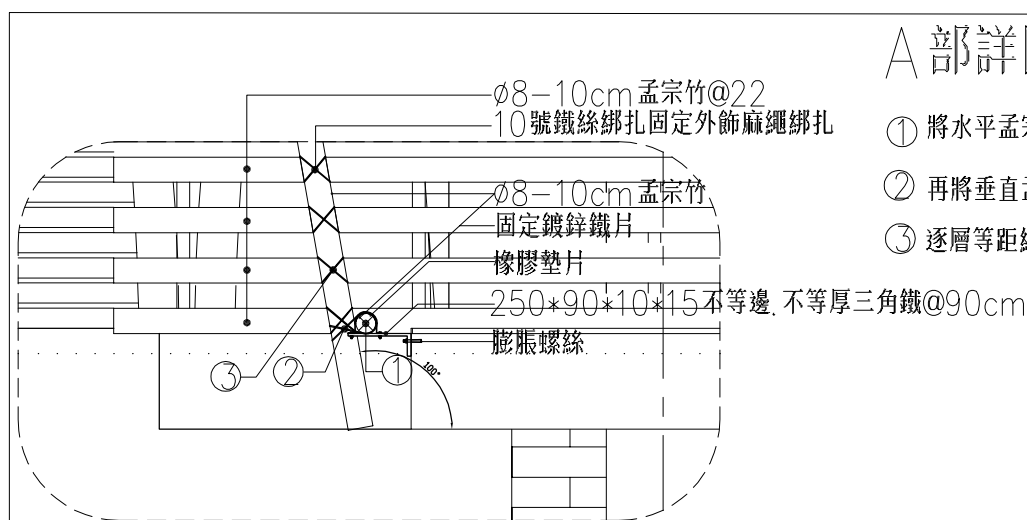 A部詳
ø8-10cm孟宗竹@22
10號鐵絲綁扎固定外飾麻繩綁扎
ø8-10cm孟宗竹
固定鍍鋅鐵片
橡膠墊片
250*90*10*15不等邊.不等厚三角鐵@90cm
膨脹螺絲
① 將水平孟宗
② 再將垂直孟
③ 逐層等距
③
②
①
100°